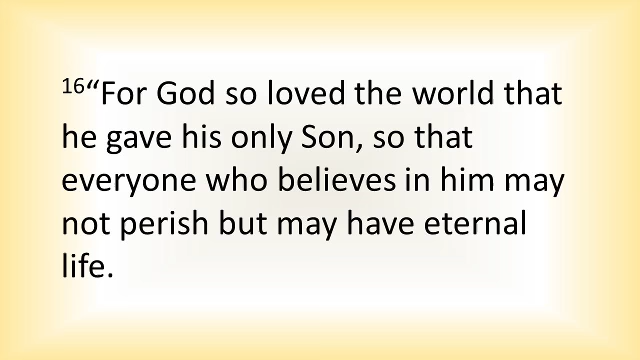 16“For God so loved the world that
he gave his only Son, so that
everyone who believes in him may
not perish but may have eternal
life.